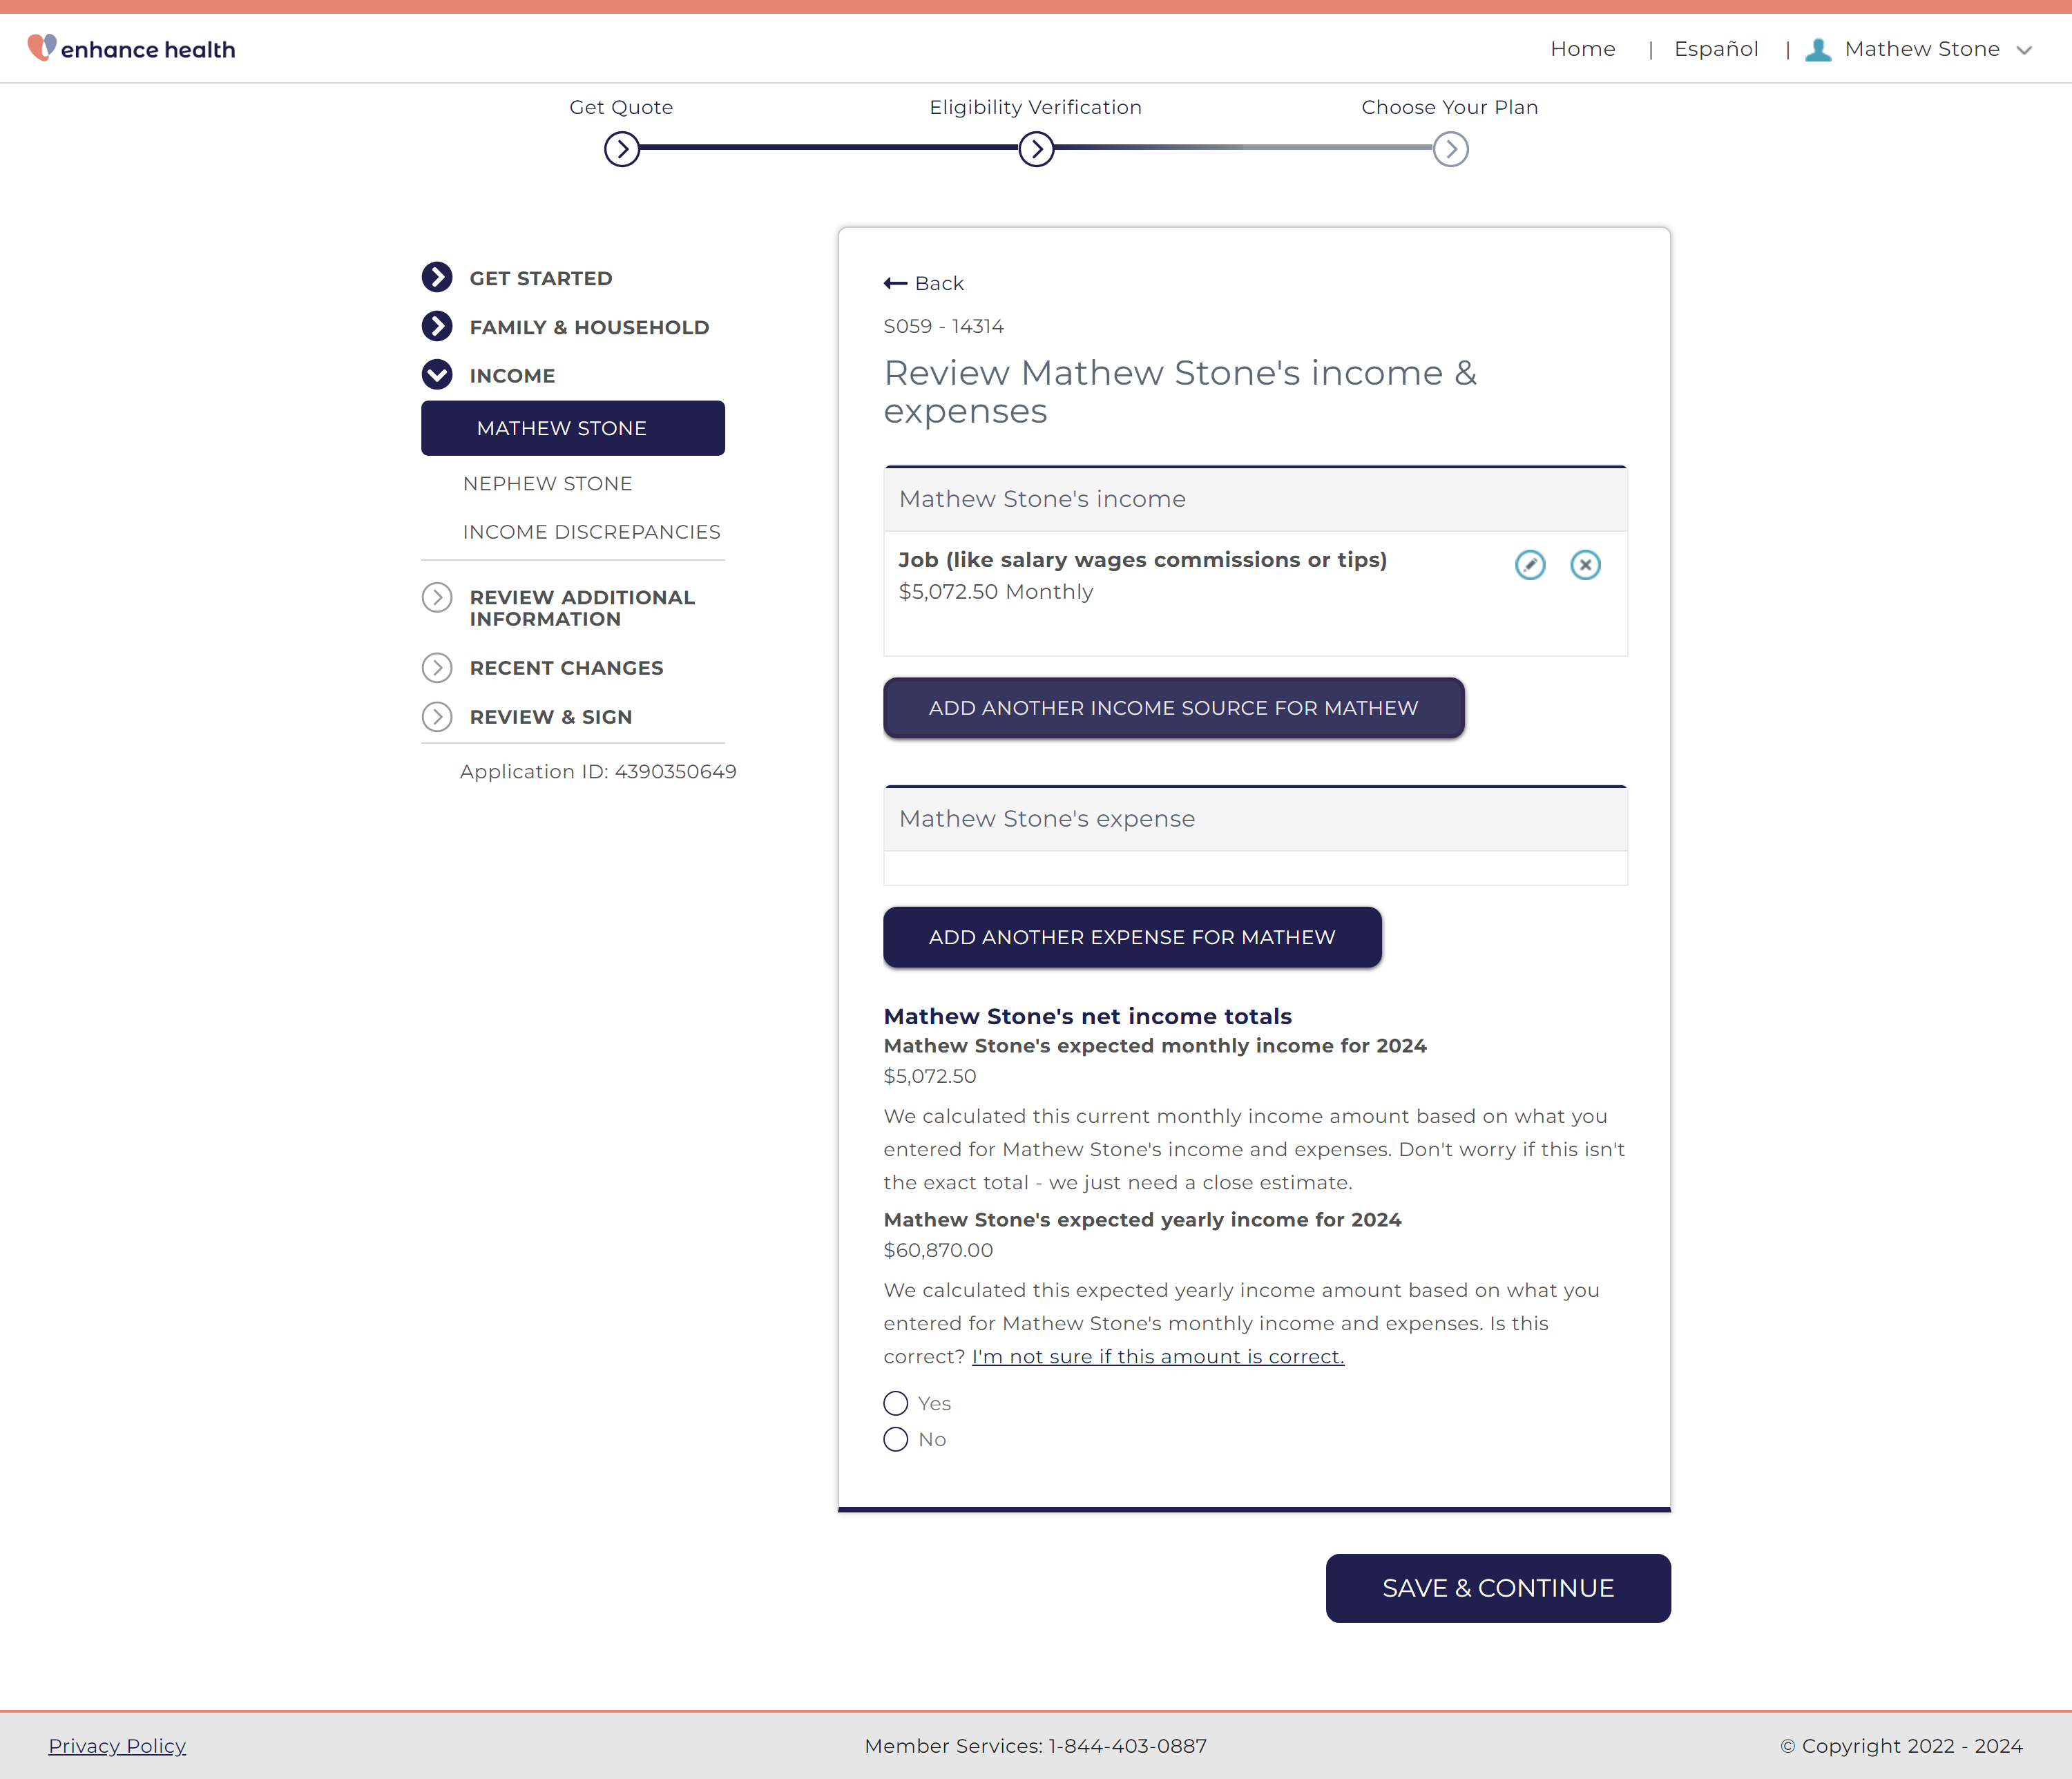 enhance health
Home | Español | Mathew Stone
Get Quote
Eligibility Verification
Choose Your Plan
GET STARTED
FAMILY & HOUSEHOLD
INCOME
MATHEW STONE
NEPHEW STONE
INCOME DISCREPANCIES
REVIEW ADDITIONAL
INFORMATION
RECENT CHANGES
REVIEW & SIGN
Application ID: 4390350649
Back
S059 - 14314
Review Mathew Stone's income &
expenses
Mathew Stone's income
Job (like salary wages commissions or tips)
$5,072.50 Monthly
ADD ANOTHER INCOME SOURCE FOR MATHEW
Mathew Stone's expense
ADD ANOTHER EXPENSE FOR MATHEW
Mathew Stone's net income totals
Mathew Stone's expected monthly income for 2024
$5,072.50
We calculated this current monthly income amount based on what you
entered for Mathew Stone's income and expenses. Don't worry if this isn't
the exact total - we just need a close estimate.
Mathew Stone's expected yearly income for 2024
$60,870.00
We calculated this expected yearly income amount based on what you
entered for Mathew Stone's monthly income and expenses. Is this
correct? I'm not sure if this amount is correct.
Yes
No
SAVE & CONTINUE
Privacy Policy
Member Services: 1-844-403-0887
© Copyright 2022 - 2024